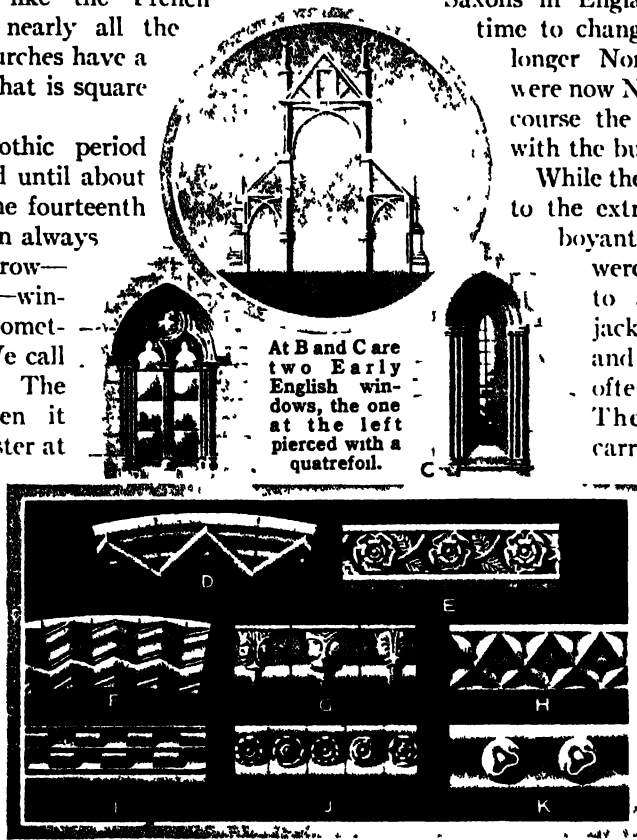 like the French
nearly all the
urches have a
hat is square
othic period
d until about
ne fourteenth
n always
row—
—win-
omet-
Ve call
The
en it
ster at
Saxons in Engla
time to chang
longer Nor
were now N
course the
with the bu
While the
to the extr
boyant
were
to
jack
and
ofte
The
carr
At B and C are
two Early
English win-
dows, the one
at the left
pierced with a
quatrefoil.
C
D
E
F
G
H
I
J
K